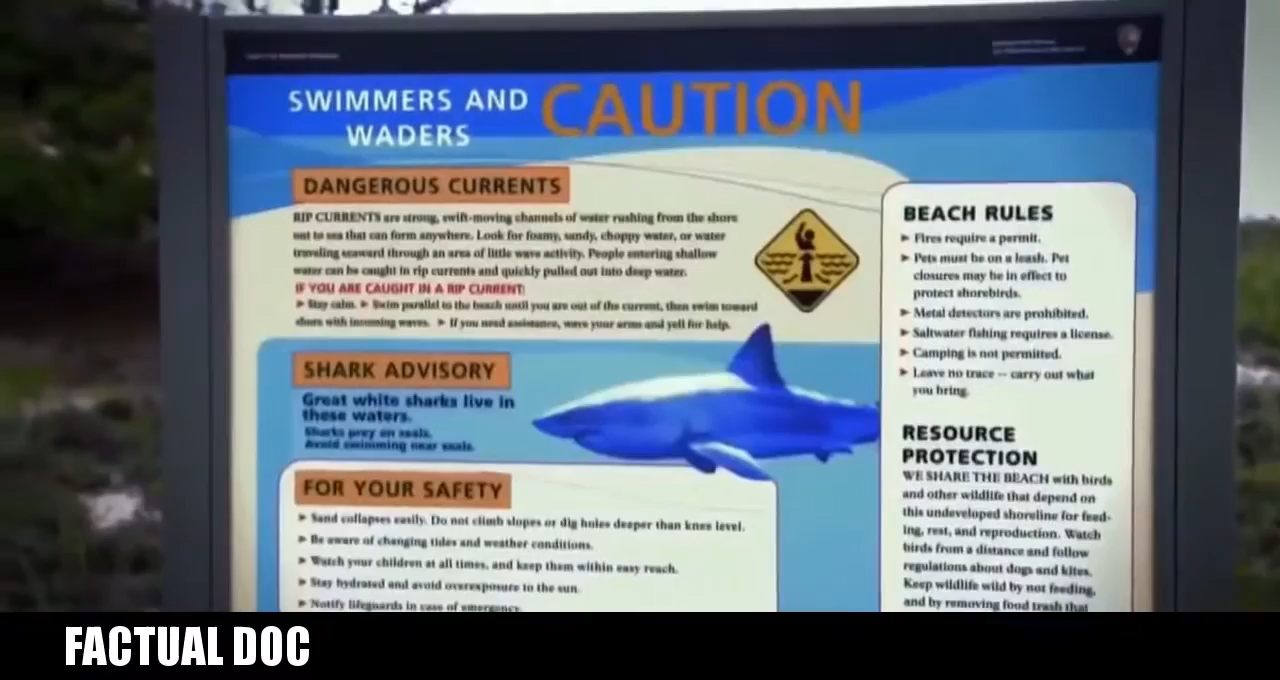 SWIMMERS AND
WADERS
CAUTION
DANGEROUS CURRENTS
RIP CURRENTS are strong, swift-moving channels of water rushing from the shore
out to sea that can form anywhere. Look for foamy, sandy, choppy water, or water
traveling seaward through an area of little wave activity. People entering shallow
water can be caught in rip currents and quickly pulled out into deep water.
IF YOU ARE CAUGHT IN A RIP CURRENT:
► Stay calm. ► Swim parallel to the beach until you are out of the current, then swim toward
shore with incoming waves. ► If you need assistance, wave your arms and yell for help.
SHARK ADVISORY
Great white sharks live in
these waters.
Sharks prey on seals.
Avoid swimming near seals.
FOR YOUR SAFETY
► Sand collapses easily. Do not climb slopes or dig holes deeper than knee level.
► Be aware of changing tides and weather conditions.
► Watch your children at all times, and keep them within easy reach.
► Stay hydrated and avoid overexposure to the sun.
► Notify lifeguards in case of emergency.
BEACH RULES
► Fires require a permit.
► Pets must be on a leash. Pet
closures may be in effect to
protect shorebirds.
► Metal detectors are prohibited.
► Saltwater fishing requires a license.
► Camping is not permitted.
► Leave no trace -- carry out what
you bring.
RESOURCE
PROTECTION
WE SHARE THE BEACH with birds
and other wildlife that depend on
this undeveloped shoreline for feed-
ing, rest, and reproduction. Watch
birds from a distance and follow
regulations about dogs and kites.
Keep wildlife wild by not feeding,
and by removing food trash that
FACTUAL DOC